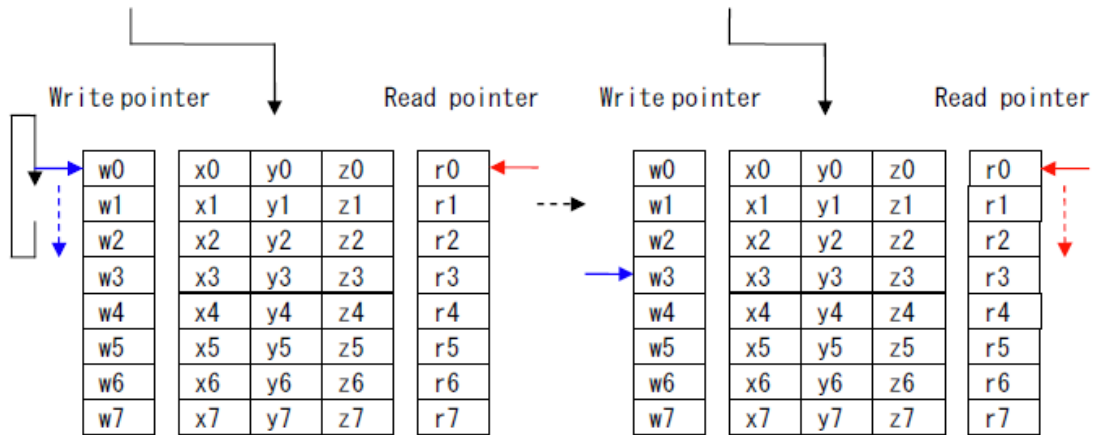 Write pointer Read pointer Write pointer Read pointer
w0 x0 y0 z0 r0 w0 x0 y0 z0 r0
w1 x1 y1 z1 r1 w1 x1 y1 z1 r1
w2 x2 y2 z2 r2 w2 x2 y2 z2 r2
w3 x3 y3 z3 r3 w3 x3 y3 z3 r3
w4 x4 y4 z4 r4 w4 x4 y4 z4 r4
w5 x5 y5 z5 r5 w5 x5 y5 z5 r5
w6 x6 y6 z6 r6 w6 x6 y6 z6 r6
w7 x7 y7 z7 r7 w7 x7 y7 z7 r7